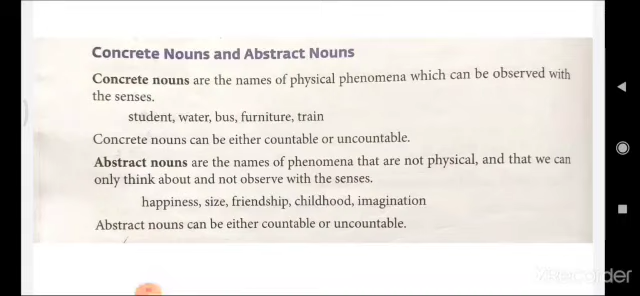 Concrete Nouns and Abstract Nouns
Concrete nouns are the names of physical phenomena which can be observed with
the senses.
student, water, bus, furniture, train
Concrete nouns can be either countable or uncountable.
Abstract nouns are the names of phenomena that are not physical, and that we can
only think about and not observe with the senses.
happiness, size, friendship, childhood, imagination
Abstract nouns can be either countable or uncountable.